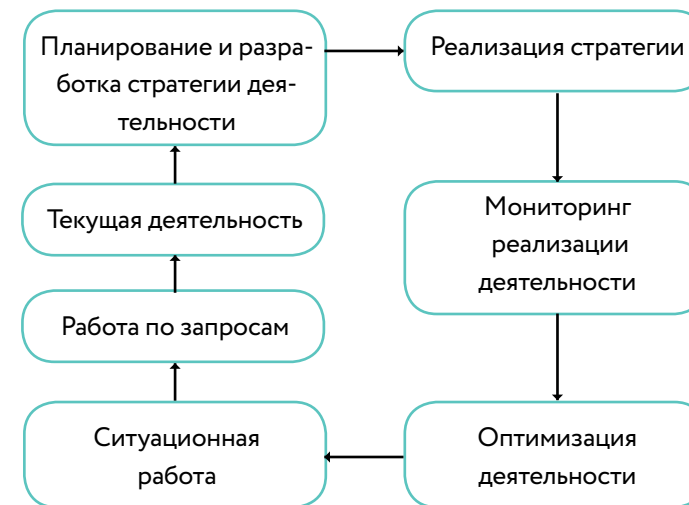 Планирование и разра-
ботка стратегии дея-
тельности
Реализация стратегии
Мониторинг
реализации
деятельности
Оптимизация
деятельности
Ситуационная
работа
Работа по запросам
Текущая деятельность